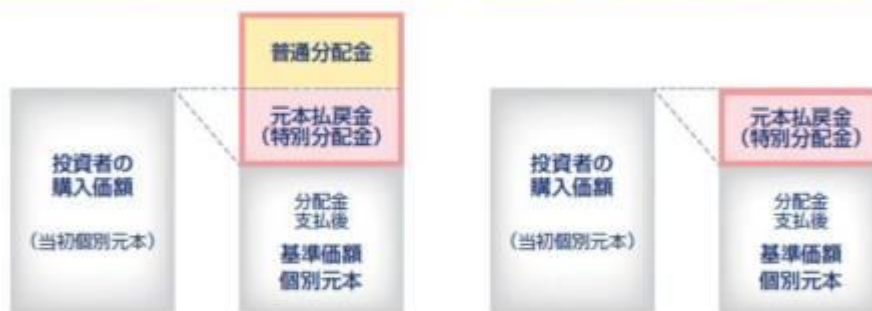 普通分配金
元本払戻金
（特別分配金）
投資者の
購入価額
（当初個別元本）
分配金
支払後
基準価額
個別元本
元本払戻金
（特別分配金）
投資者の
購入価額
（当初個別元本）
分配金
支払後
基準価額
個別元本